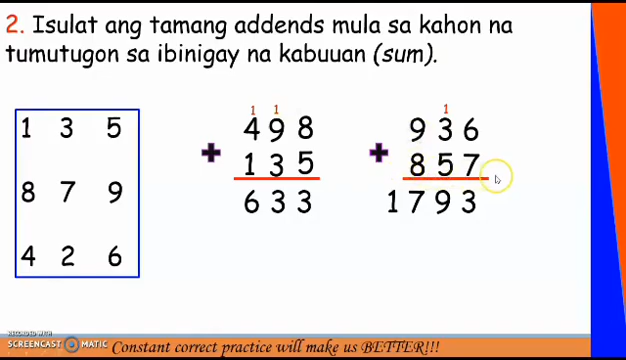 2. Isulat ang tamang addends mula sa kahon na
tumutugon sa ibinigay na kabuuan (sum).
1 3 5
8 7 9
4 2 6
1 1
4 9 8
+ 1 3 5
6 3 3
1
9 3 6
+ 8 5 7
1 7 9 3
RECORDED WITH
SCREENCAST MATIC
Constant correct practice will make us BETTER!!!